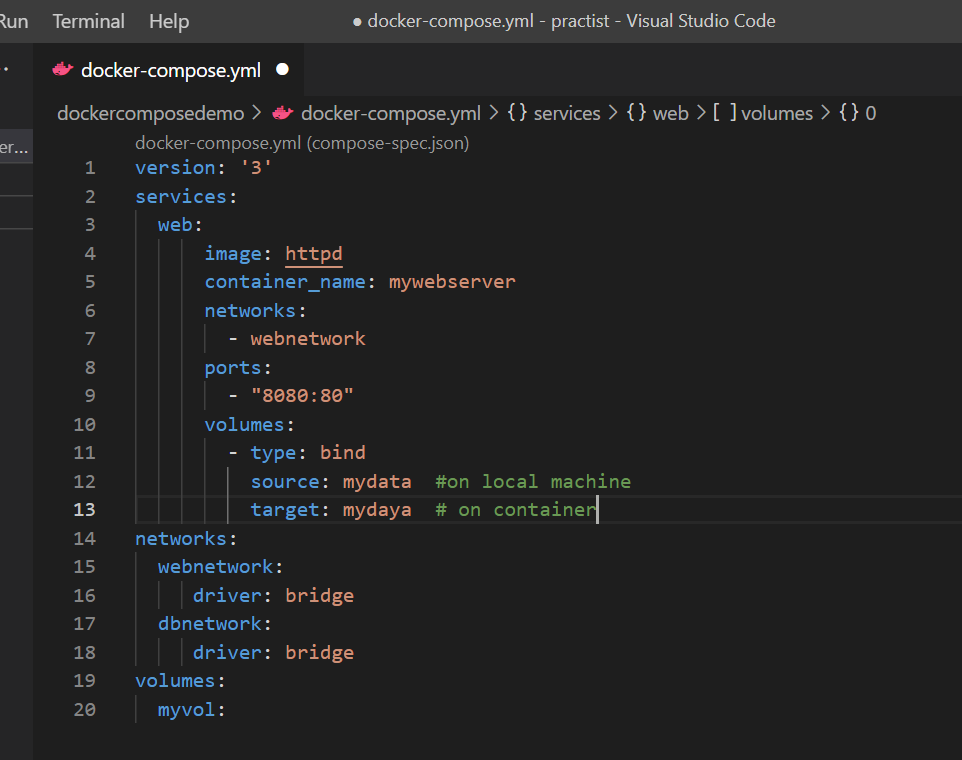 Run Terminal Help ● docker-compose.yml - practist - Visual Studio Code
docker-compose.yml ●
dockercomposedemo > docker-compose.yml > {} services > {} web > [ ] volumes > {} 0
er...
docker-compose.yml (compose-spec.json)
1 version: '3'
2 services:
3   web:
4       image: httpd
5       container_name: mywebserver
6       networks:
7         - webnetwork
8       ports:
9         - "8080:80"
10       volumes:
11         - type: bind
12           source: mydata  #on local machine
13           target: mydaya  # on container
14 networks:
15   webnetwork:
16      driver: bridge
17   dbnetwork:
18      driver: bridge
19 volumes:
20   myvol: